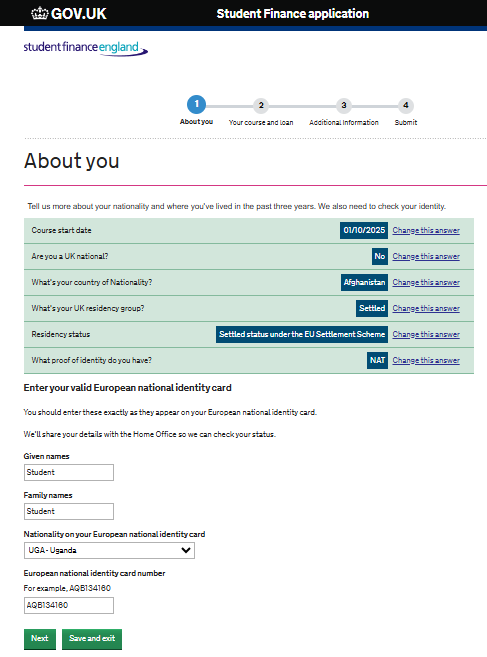 GOV.UK
Student Finance application
student finance england
1
2
3
4
About you
Your course and loan
Additional information
Submit
About you
Tell us more about your nationality and where you've lived in the past three years. We also need to check your identity.
Course start date 01/10/2025 Change this answer
Are you a UK national? No Change this answer
What's your country of Nationality? Afghanistan Change this answer
What's your UK residency group? Settled Change this answer
Residency status Settled status under the EU Settlement Scheme Change this answer
What proof of identity do you have? NAT Change this answer
Enter your valid European national identity card
You should enter these exactly as they appear on your European national identity card.
We'll share your details with the Home Office so we can check your status.
Given names
Student
Family names
Student
Nationality on your European national identity card
UGA - Uganda
European national identity card number
For example, AQB134160
AQB134160
Next Save and exit